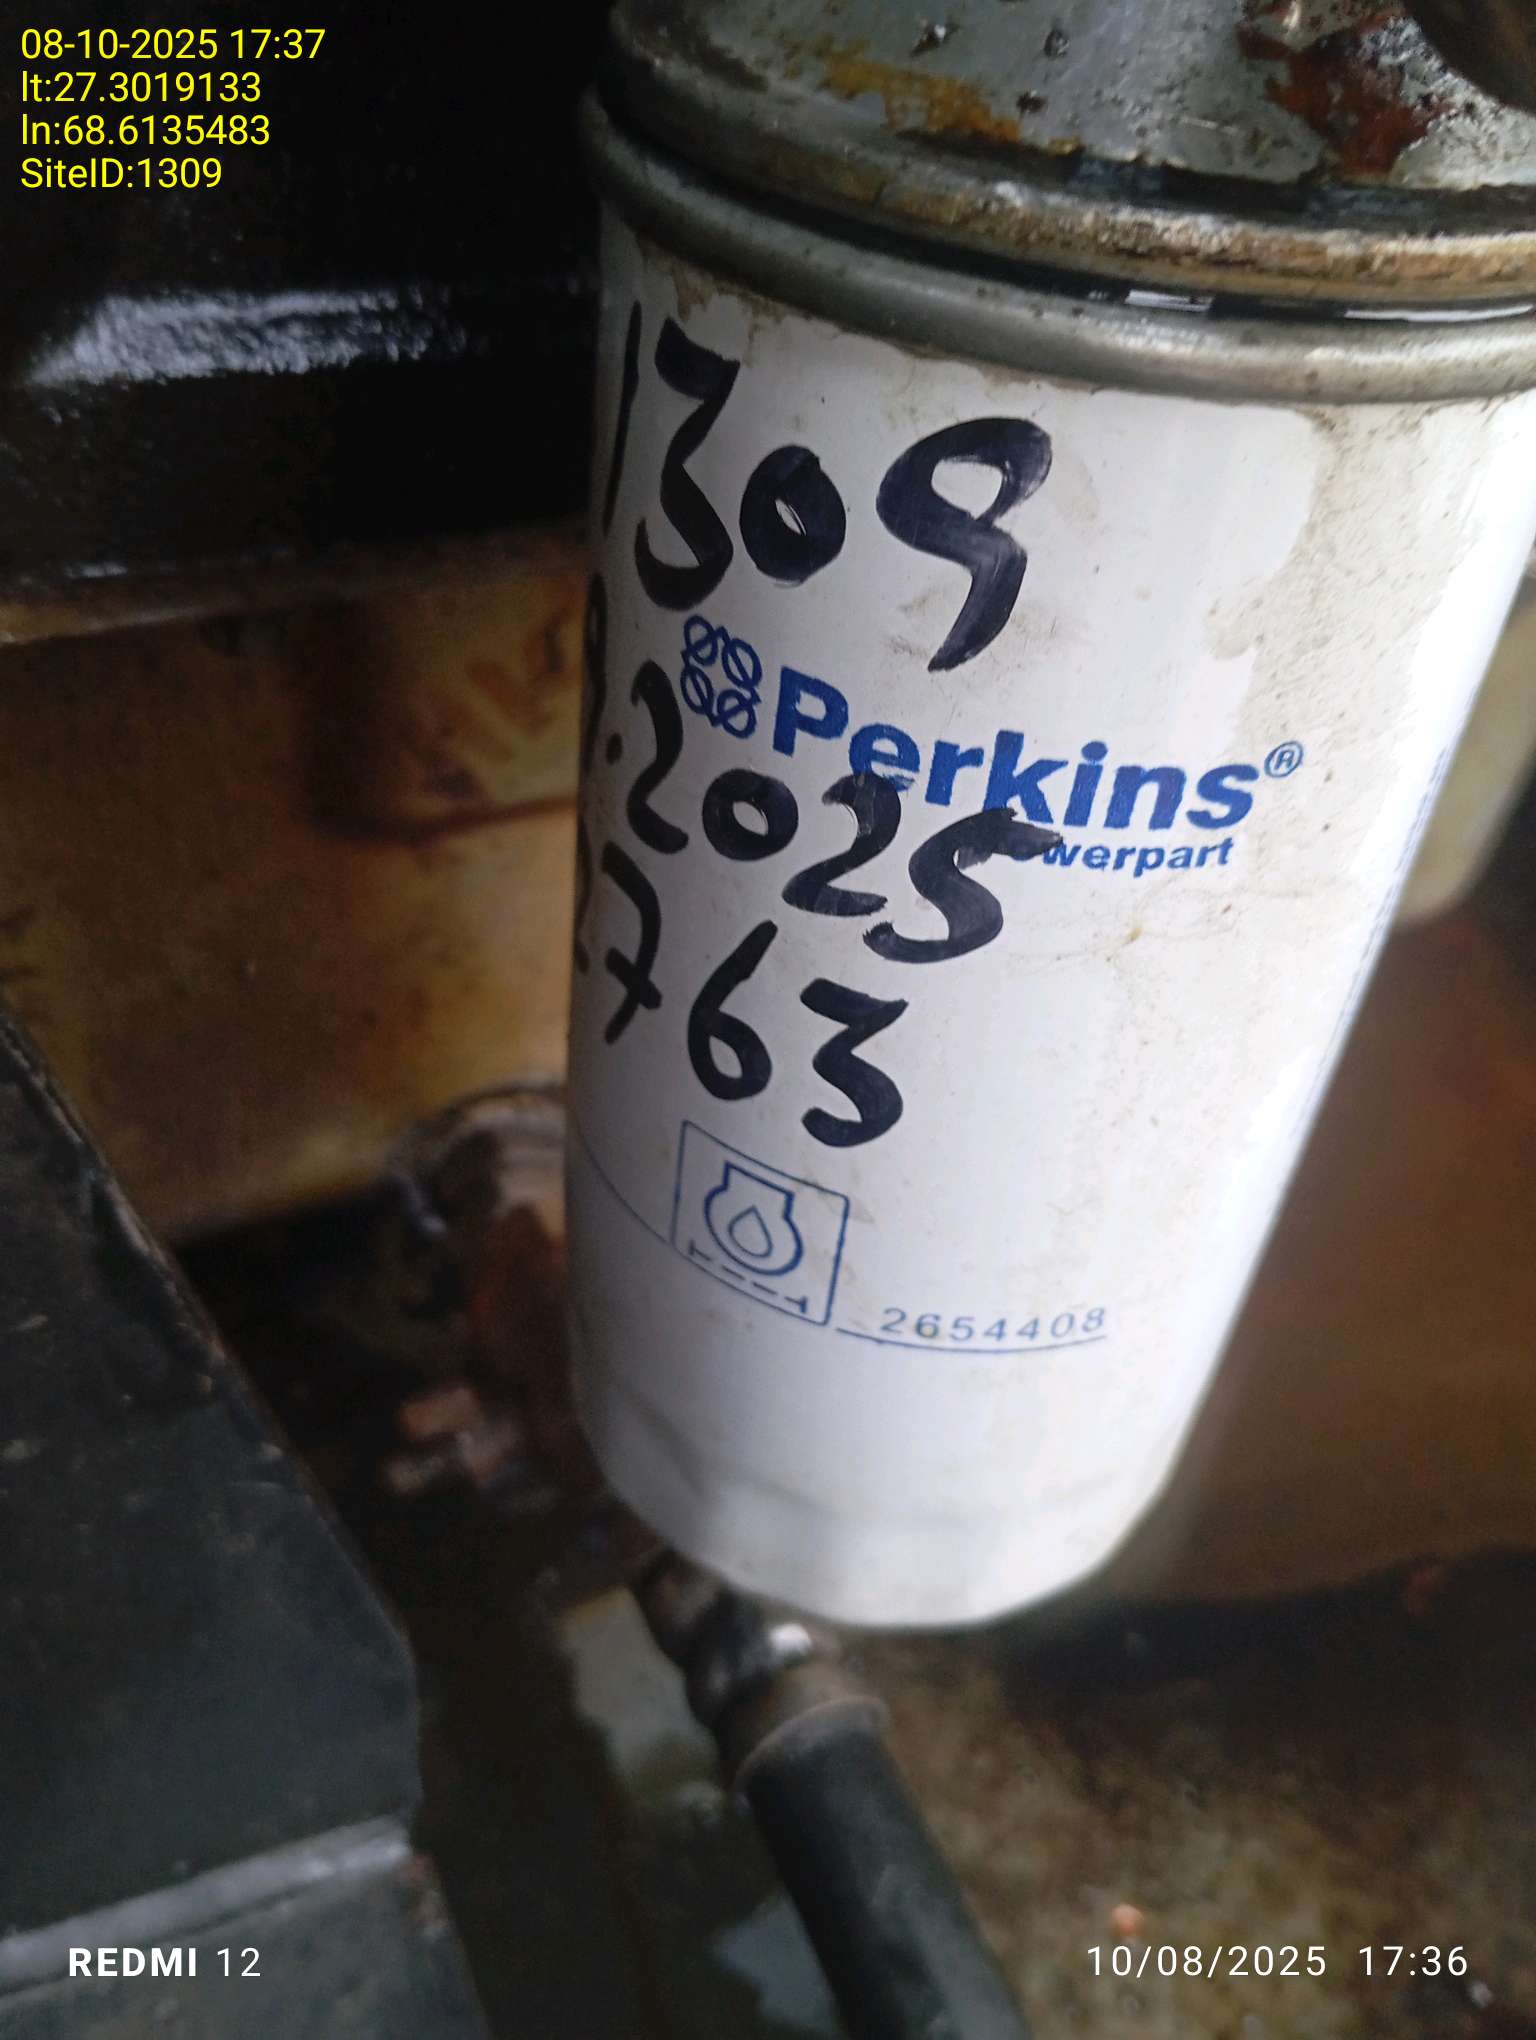 08-10-2025 17:37
lt:27.3019133
ln:68.6135483
SiteID:1309
1309
Perkins®
.2025
werpart
763
2654408
REDMI 12
10/08/2025 17:36